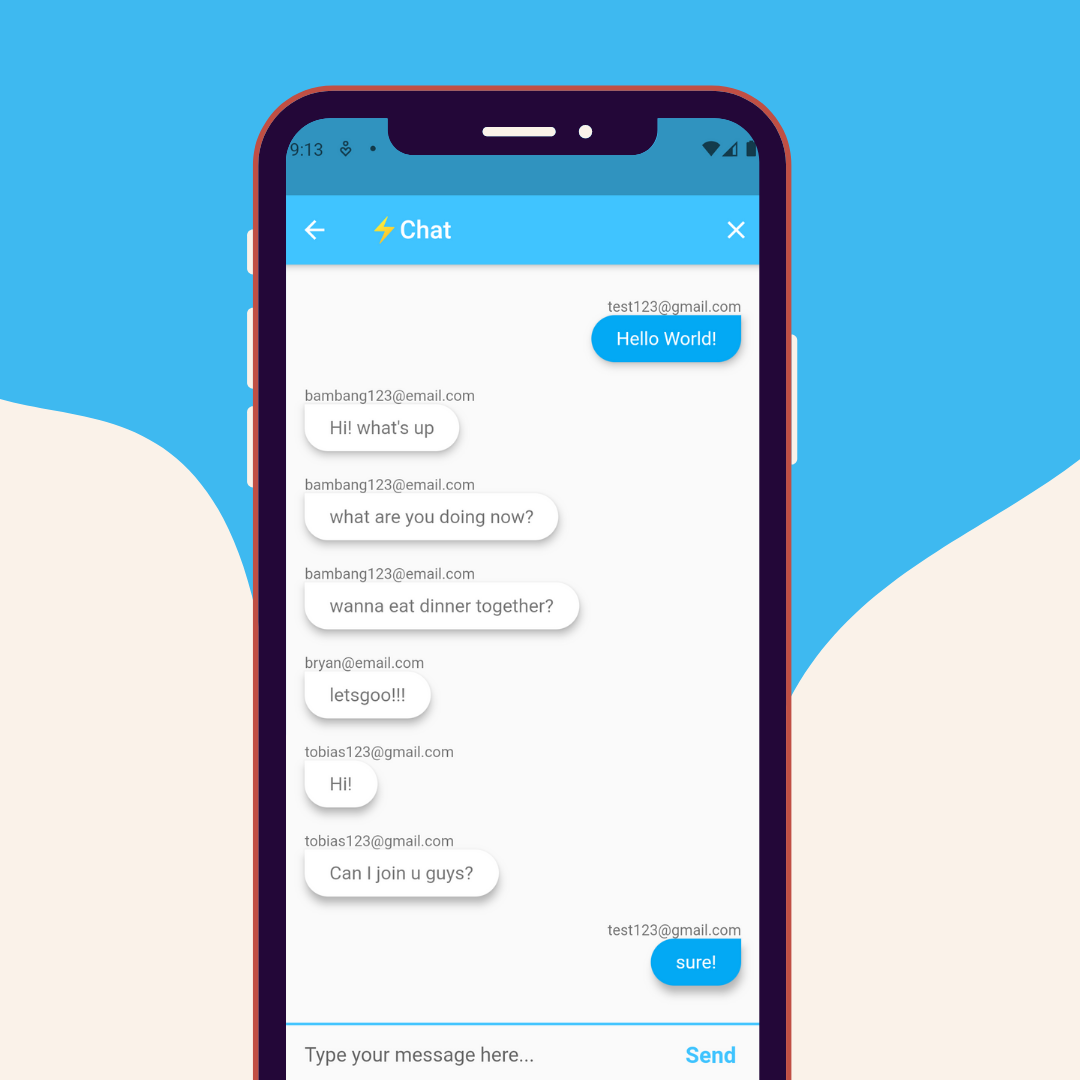 9:13
⚡Chat
test123@gmail.com
Hello World!
bambang123@email.com
Hi! what's up
bambang123@email.com
what are you doing now?
bambang123@email.com
wanna eat dinner together?
bryan@email.com
letsgoo!!!
tobias123@gmail.com
Hi!
tobias123@gmail.com
Can I join u guys?
test123@gmail.com
sure!
Type your message here... Send